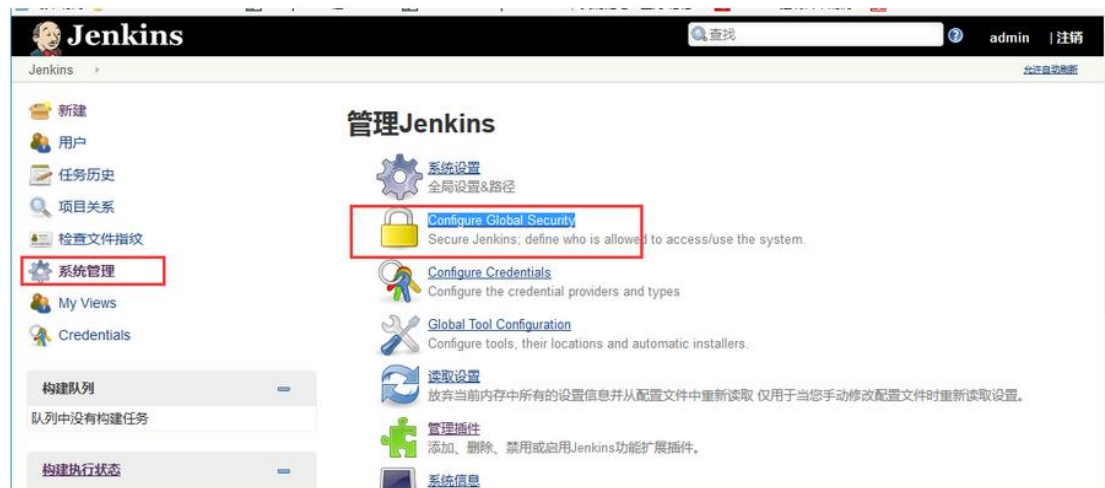 Jenkins
查找
admin | 注销
Jenkins
允许自动刷新
新建
用户
任务历史
项目关系
检查文件指纹
系统管理
My Views
Credentials
构建队列
队列中没有构建任务
构建执行状态
管理Jenkins
系统设置
全局设置&路径
Configure Global Security
Secure Jenkins; define who is allowed to access/use the system.
Configure Credentials
Configure the credential providers and types
Global Tool Configuration
Configure tools, their locations and automatic installers.
读取设置
放弃当前内存中所有的设置信息并从配置文件中重新读取 仅用于当您手动修改配置文件时重新读取设置。
管理插件
添加、删除、禁用或启用Jenkins功能扩展插件。
系统信息